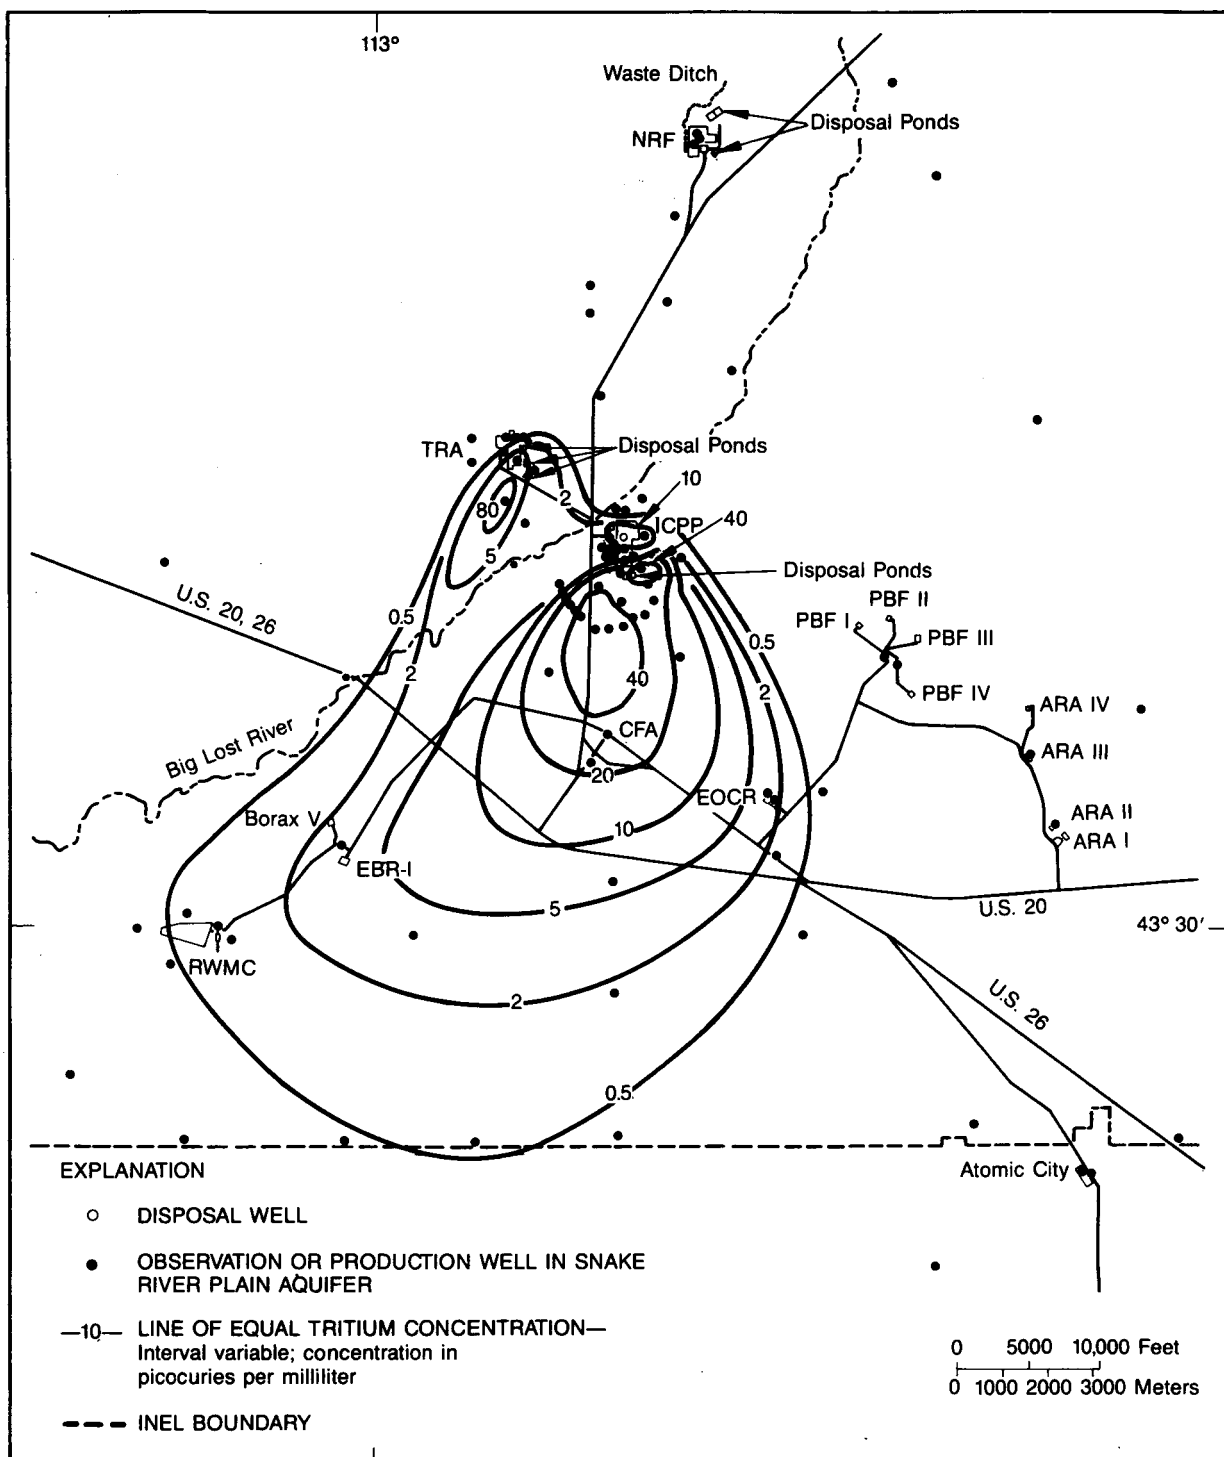 113°
Waste Ditch
Disposal Ponds
NRF
TRA
Disposal Ponds
10
2
80
ICPP
40
5
Disposal Ponds
U.S. 20, 26
0.5
PBF I
PBF II
PBF III
0.5
2
40
2
PBF IV
ARA IV
Big Lost River
CFA
ARA III
20
EOCR
Borax V
10
ARA II
ARA I
EBR-I
5
U.S. 20
43° 30′
RWMC
2
U.S. 26
0.5
EXPLANATION
Atomic City
DISPOSAL WELL
OBSERVATION OR PRODUCTION WELL IN SNAKE
RIVER PLAIN AQUIFER
—10— LINE OF EQUAL TRITIUM CONCENTRATION—
Interval variable; concentration in
picocuries per milliliter
0 5000 10,000 Feet
0 1000 2000 3000 Meters
INEL BOUNDARY